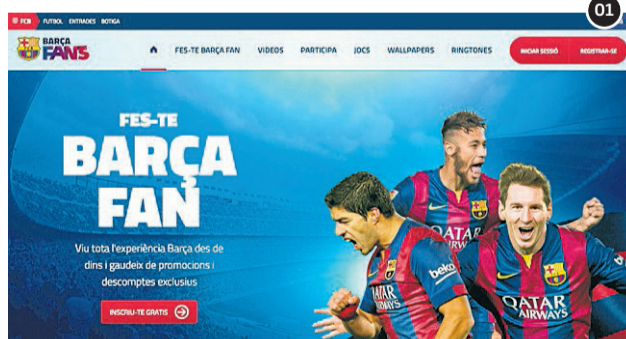 01
FCB FUTBOL ENTRADES BOTIGA
BARÇA
FANS
FES-TE BARÇA FAN VIDEOS PARTICIPA JOCS WALLPAPERS RINGTONES INICIAR SESSIÓ REGISTRAR-SE
FES-TE
BARÇA
FAN
Viu tota l'experiència Barça des de
dins i gaudeix de promocions i
descomptes exclusius
INSCRIU-TE GRATIS
QATAR
AIRWAYS
beko
QATAR
AIRWAYS